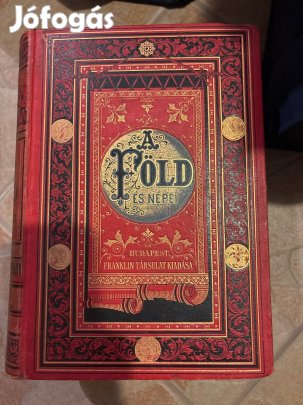 Jófogás
A
FÖLD
ÉS NÉPEI
BUDAPEST.
FRANKLIN TÁRSULAT KIADÁSA